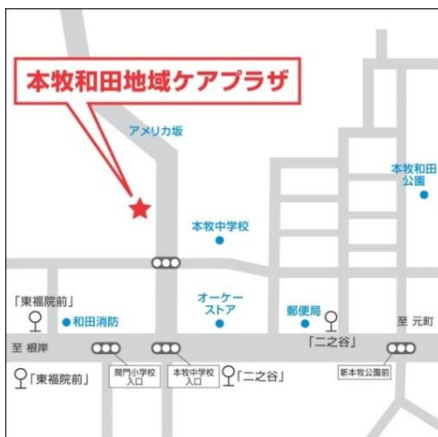 本牧和田地域ケアプラザ
アメリカ坂
本牧和田
公園
本牧中学校
「東福院前」
和田消防
オーケー
ストア
郵便局
至 元町
「二之谷」
至 根岸
間門小学校
入口
本牧中学校
入口
新本牧公園前
「東福院前」
「二之谷」